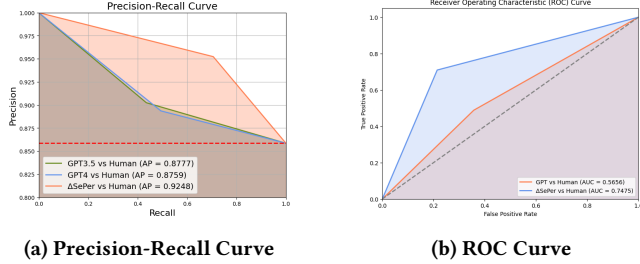 Precision-Recall Curve
1.000
0.975
0.950
0.925
0.900
0.875
0.850
0.825
0.800
Precision
GPT3.5 vs Human (AP = 0.8777)
GPT4 vs Human (AP = 0.8759)
ΔSePer vs Human (AP = 0.9248)
0.0 0.2 0.4 0.6 0.8 1.0
Recall
(a) Precision-Recall Curve
Receiver Operating Characteristic (ROC) Curve
1.0
0.8
0.6
0.4
0.2
0.0
True Positive Rate
GPT vs Human (AUC = 0.5656)
ΔSePer vs Human (AUC = 0.7475)
0.0 0.2 0.4 0.6 0.8 1.0
False Positive Rate
(b) ROC Curve